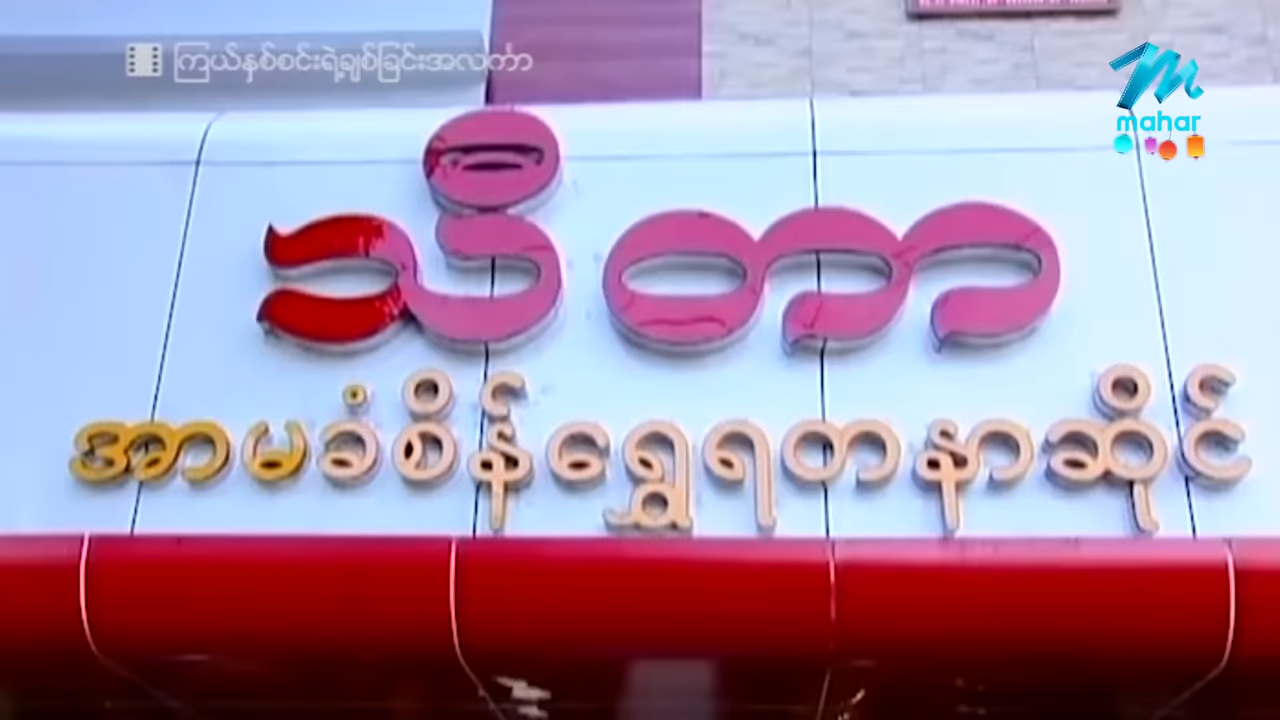 ကြယ်နှစ်စင်းရဲ့ချစ်ခြင်းအလင်္ကာ
mahar
သိတာ
အာမခံစိန်ရွှေရတနာဆိုင်